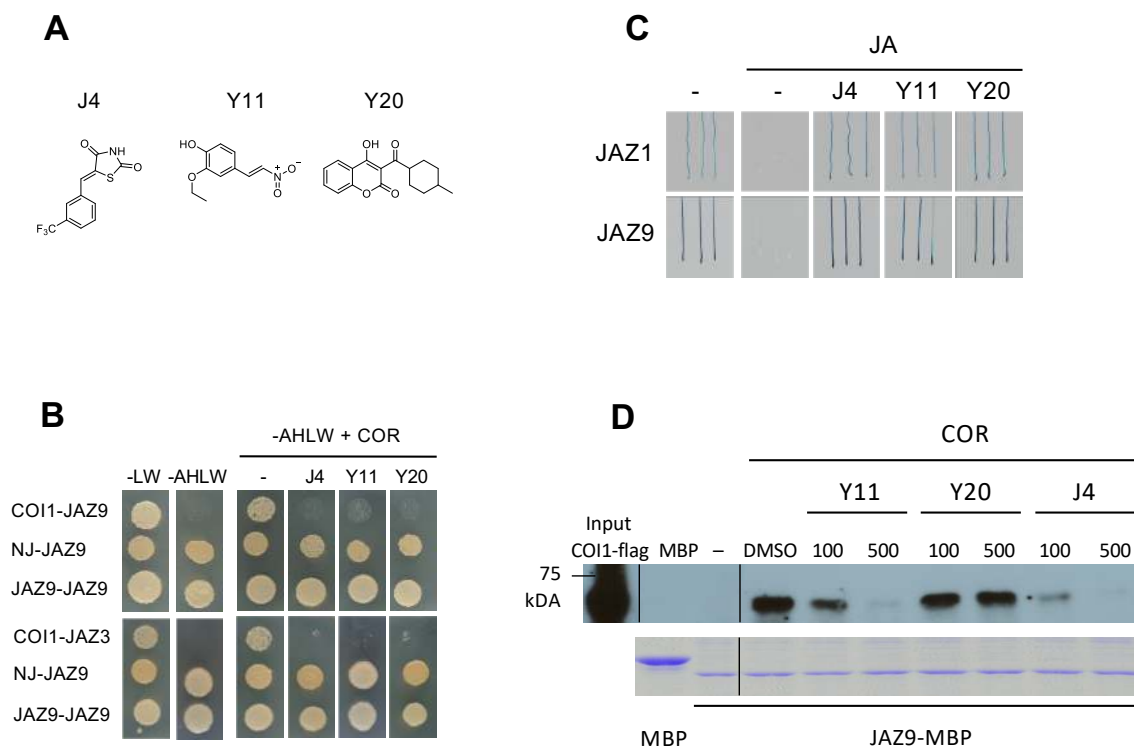 A
J4 Y11 Y20
O NH O S F₃C
HO O N⁺ O⁻ O
OH O O O
C
JA
- - J4 Y11 Y20
JAZ1
JAZ9
B
-AHLW + COR
-LW -AHLW - J4 Y11 Y20
COI1-JAZ9
NJ-JAZ9
JAZ9-JAZ9
COI1-JAZ3
NJ-JAZ9
JAZ9-JAZ9
D
COR
Y11 Y20 J4
Input
COI1-flag MBP – DMSO 100 500 100 500 100 500
75
kDA
MBP JAZ9-MBP